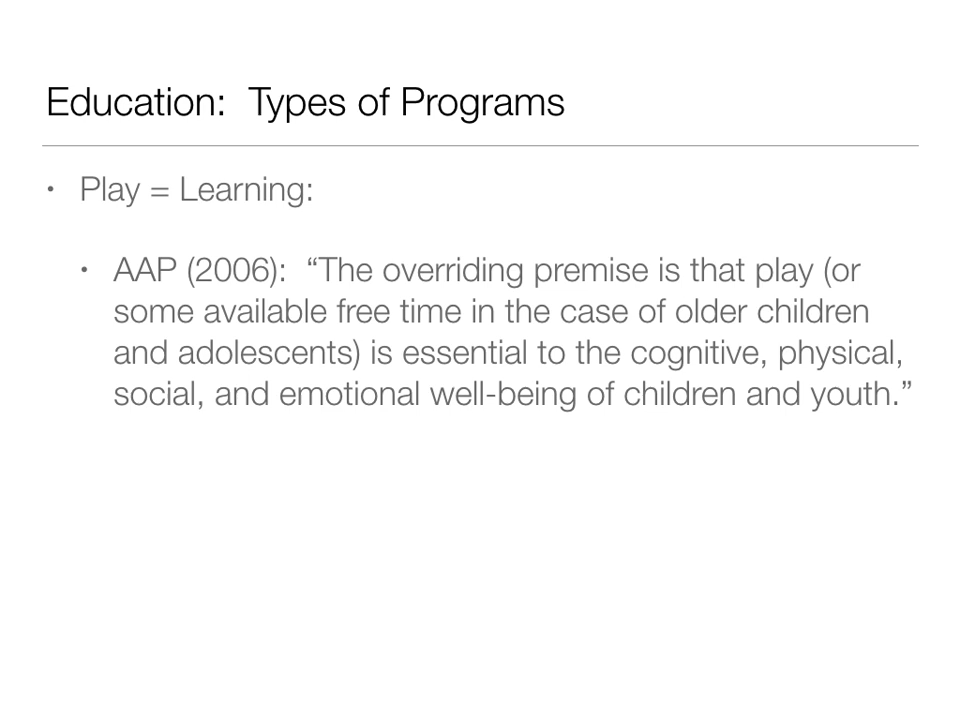 Education:  Types of Programs
• Play = Learning:
• AAP (2006):  “The overriding premise is that play (or
some available free time in the case of older children
and adolescents) is essential to the cognitive, physical,
social, and emotional well-being of children and youth.”